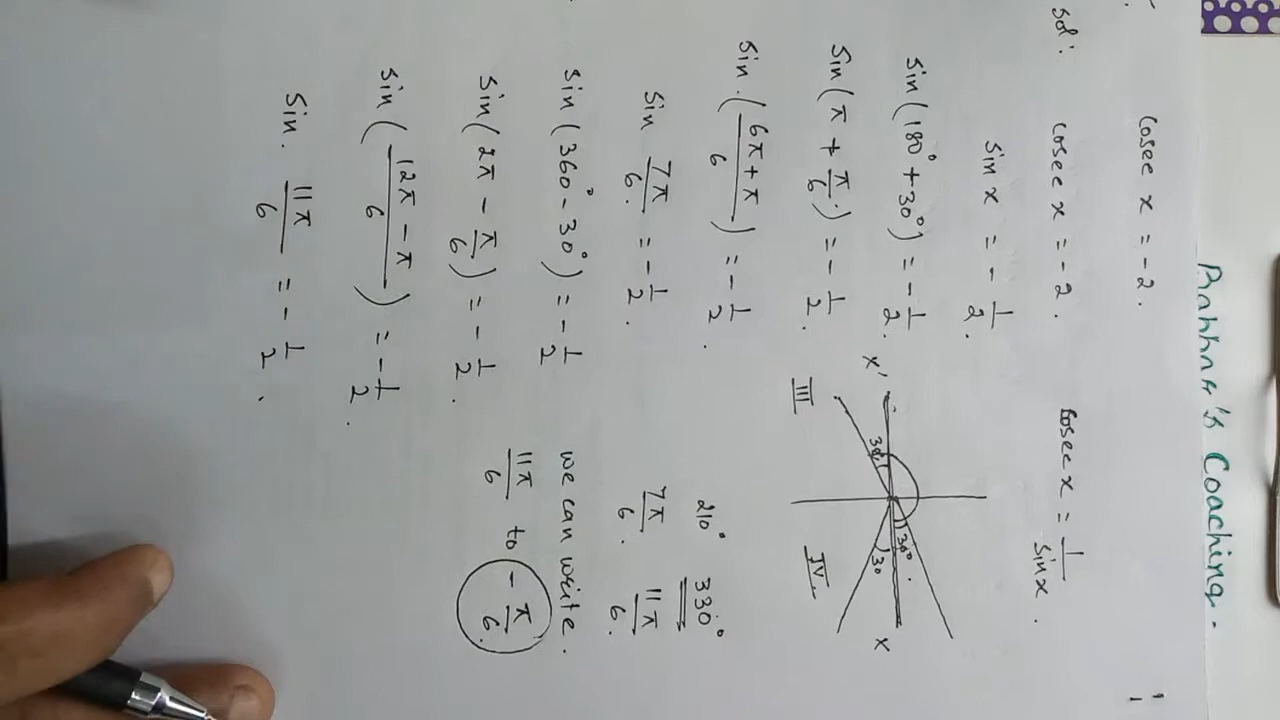 Prabhha's Coaching.
cosec x = -2.
Sol: cosec x = -2.
cosec x = 1/sin x.
sin x = -1/2.
sin(180° + 30°) = -1/2.
sin(π + π/6) = -1/2.
sin.(6π + π/6) = -1/2.
sin 7π/6. = -1/2.
sin(360° - 30°) = -1/2
sin(2π - π/6) = -1/2.
sin(12π - π/6) = -1/2.
sin. 11π/6 = -1/2.
x' x
30° 30°
30
III IV
210° 330°
7π/6. 11π/6.
we can write.
11π/6 to -π/6.